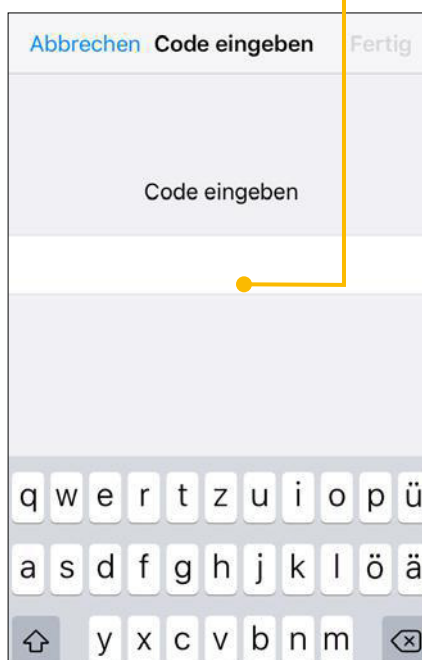 Abbrechen Code eingeben Fertig
Code eingeben
q w e r t z u i o p ü
a s d f g h j k l ö ä
y x c v b n m